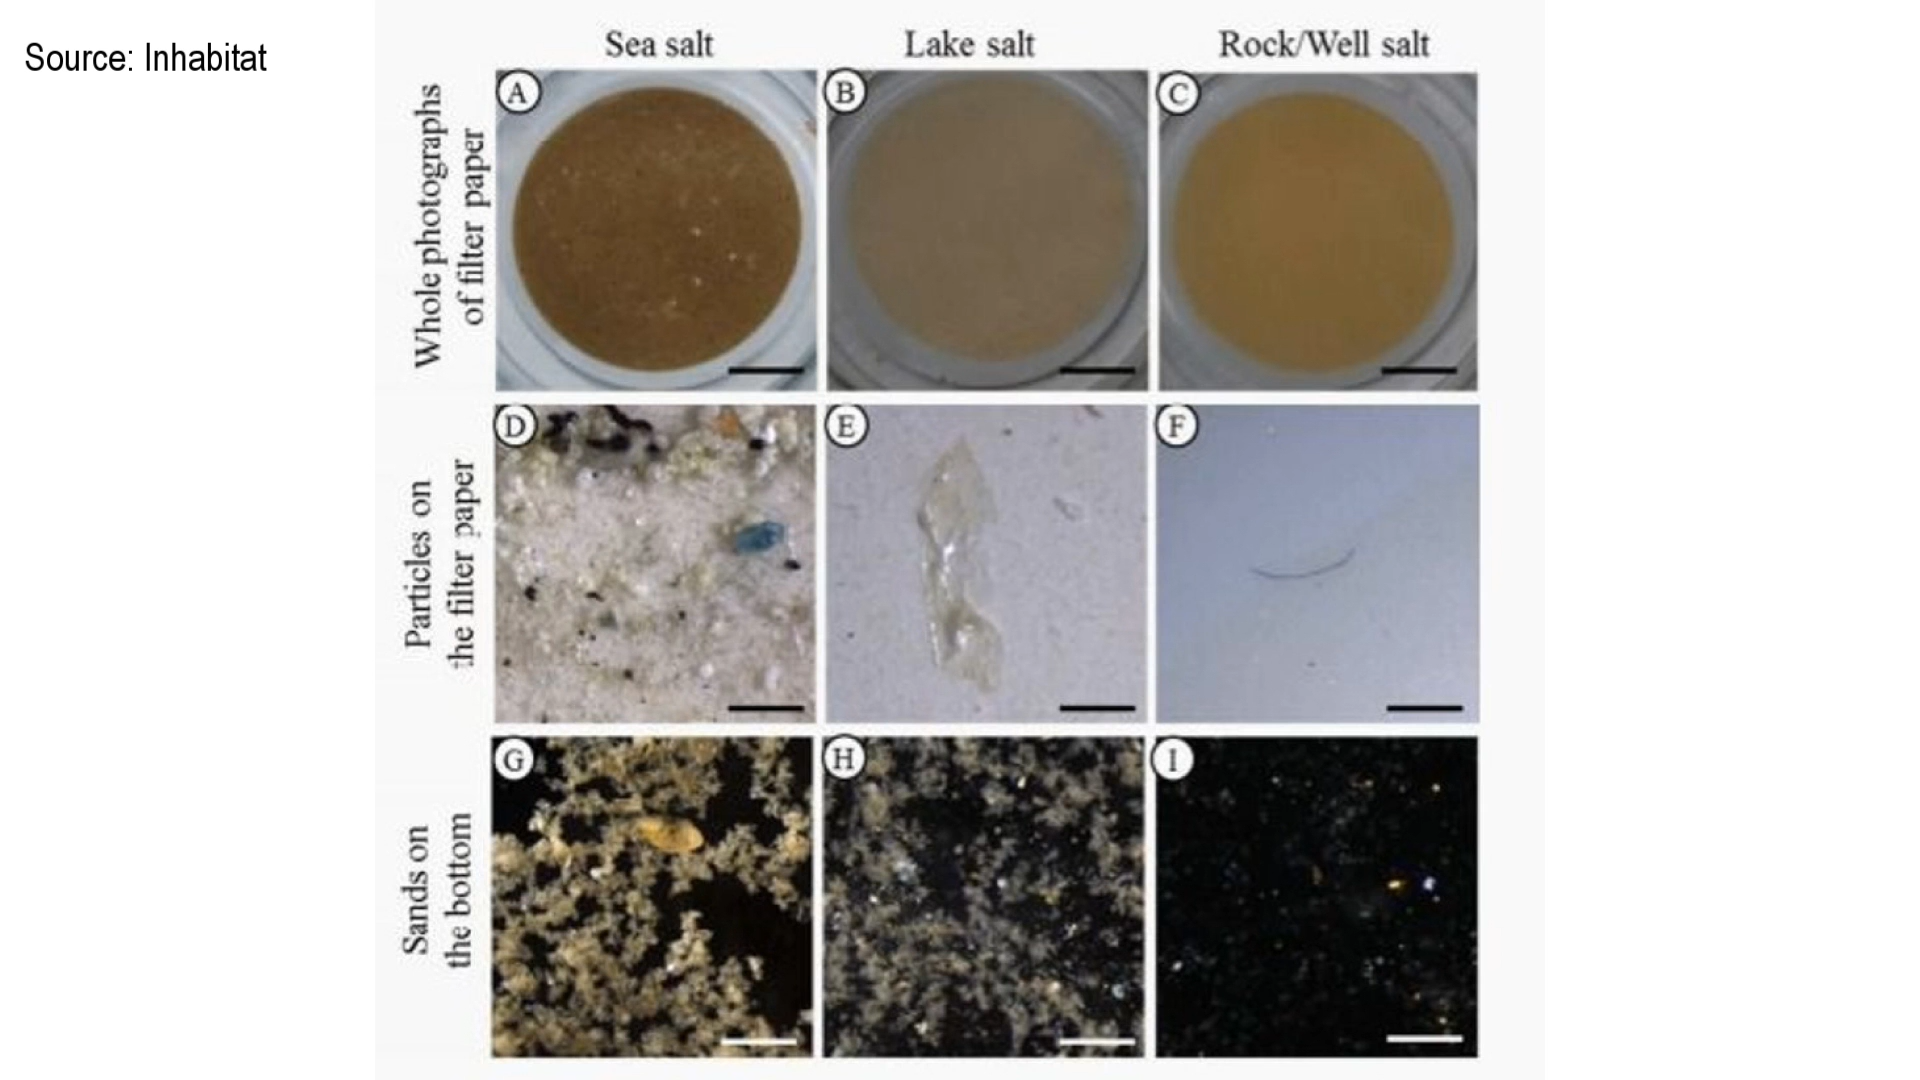 Source: Inhabitat
Sea salt
Lake salt
Rock/Well salt
Whole photographs
of filter paper
A
B
C
Particles on
the filter paper
D
E
F
Sands on
the bottom
G
H
I